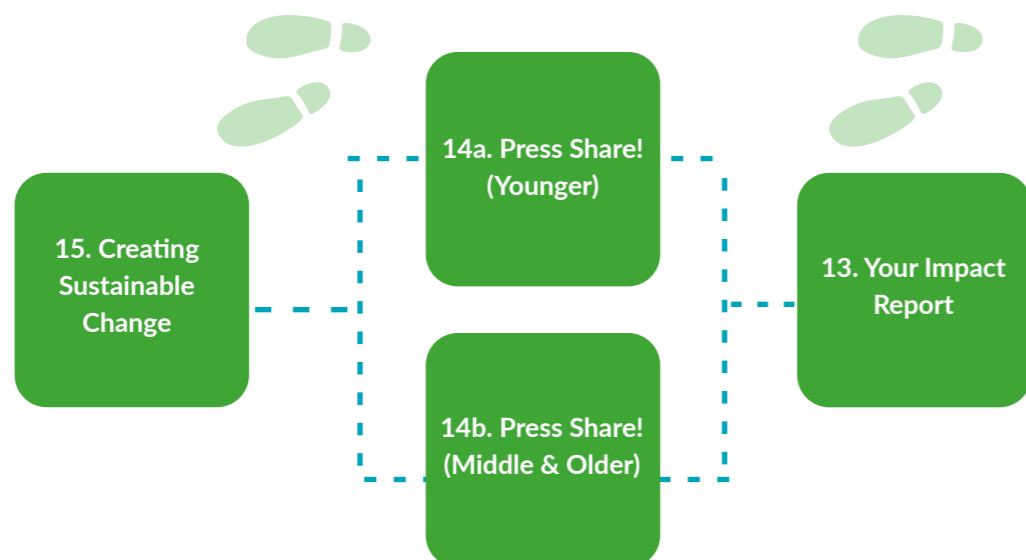 15. Creating
Sustainable
Change
14a. Press Share!
(Younger)
14b. Press Share!
(Middle & Older)
13. Your Impact
Report